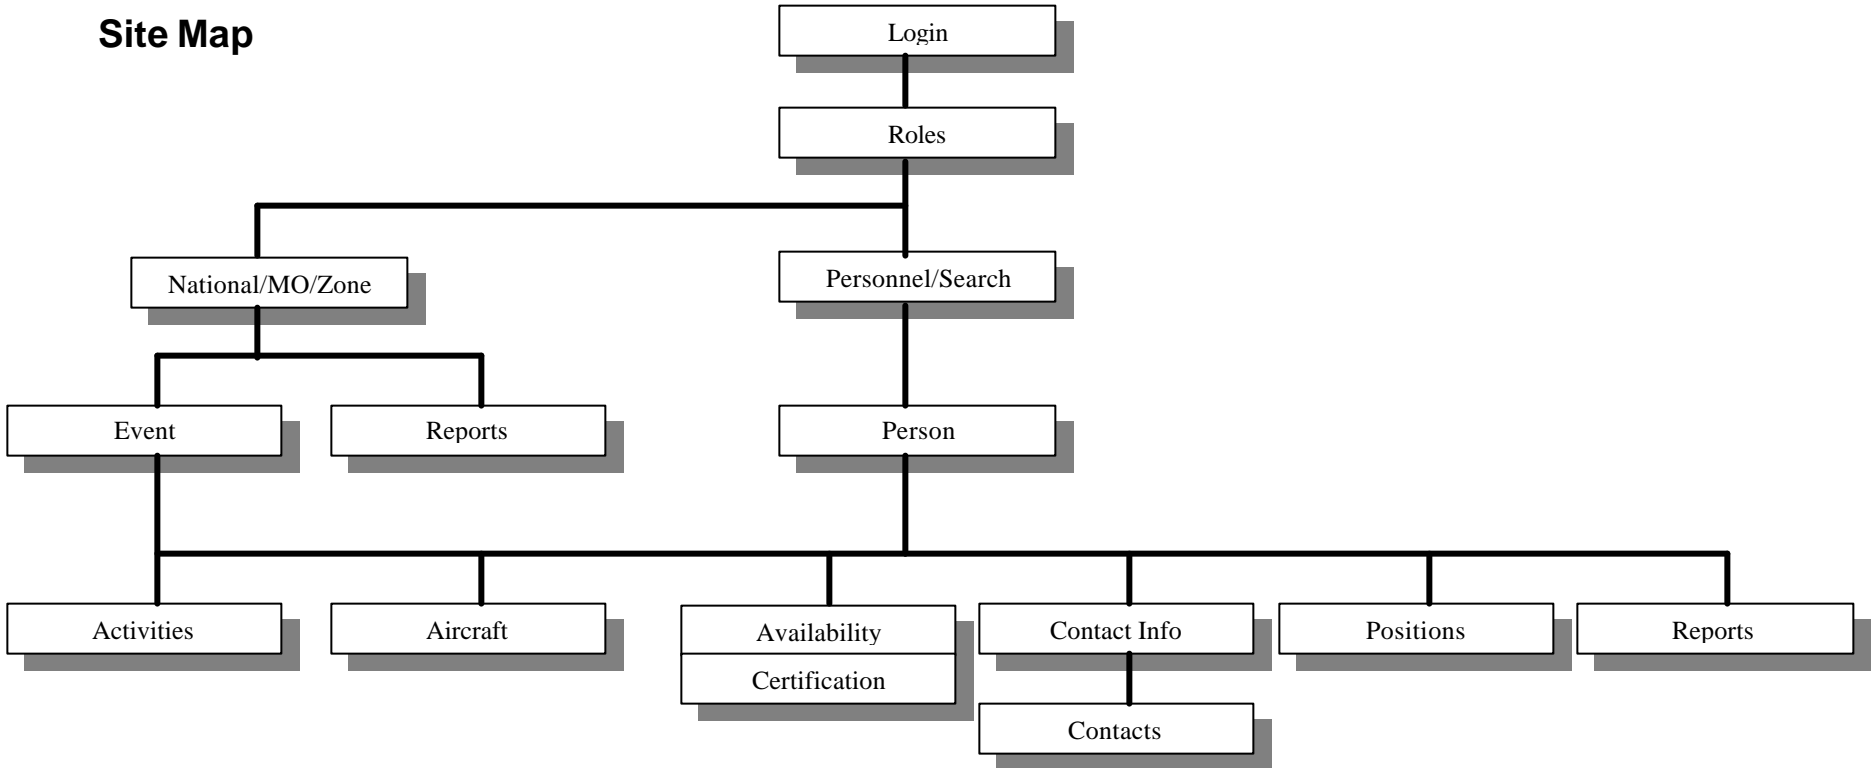 Site Map
Login
Roles
National/MO/Zone
Personnel/Search
Event
Reports
Person
Activities
Aircraft
Availability
Certification
Contact Info
Contacts
Positions
Reports